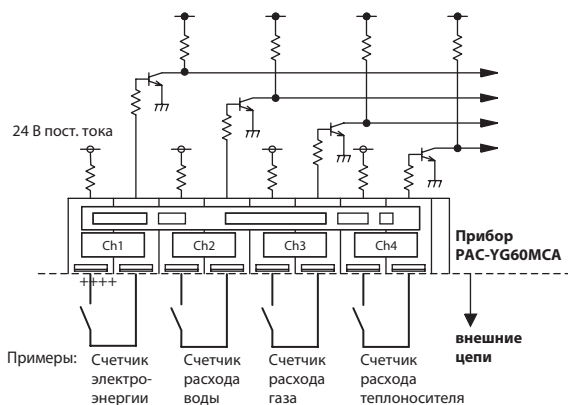 24 В пост. тока
Ch1 Ch2 Ch3 Ch4
Прибор
PAC-YG60MCA
++++
внешние
цепи
Примеры: Счетчик электро- энергии
Счетчик расхода воды
Счетчик расхода газа
Счетчик расхода теплоносителя